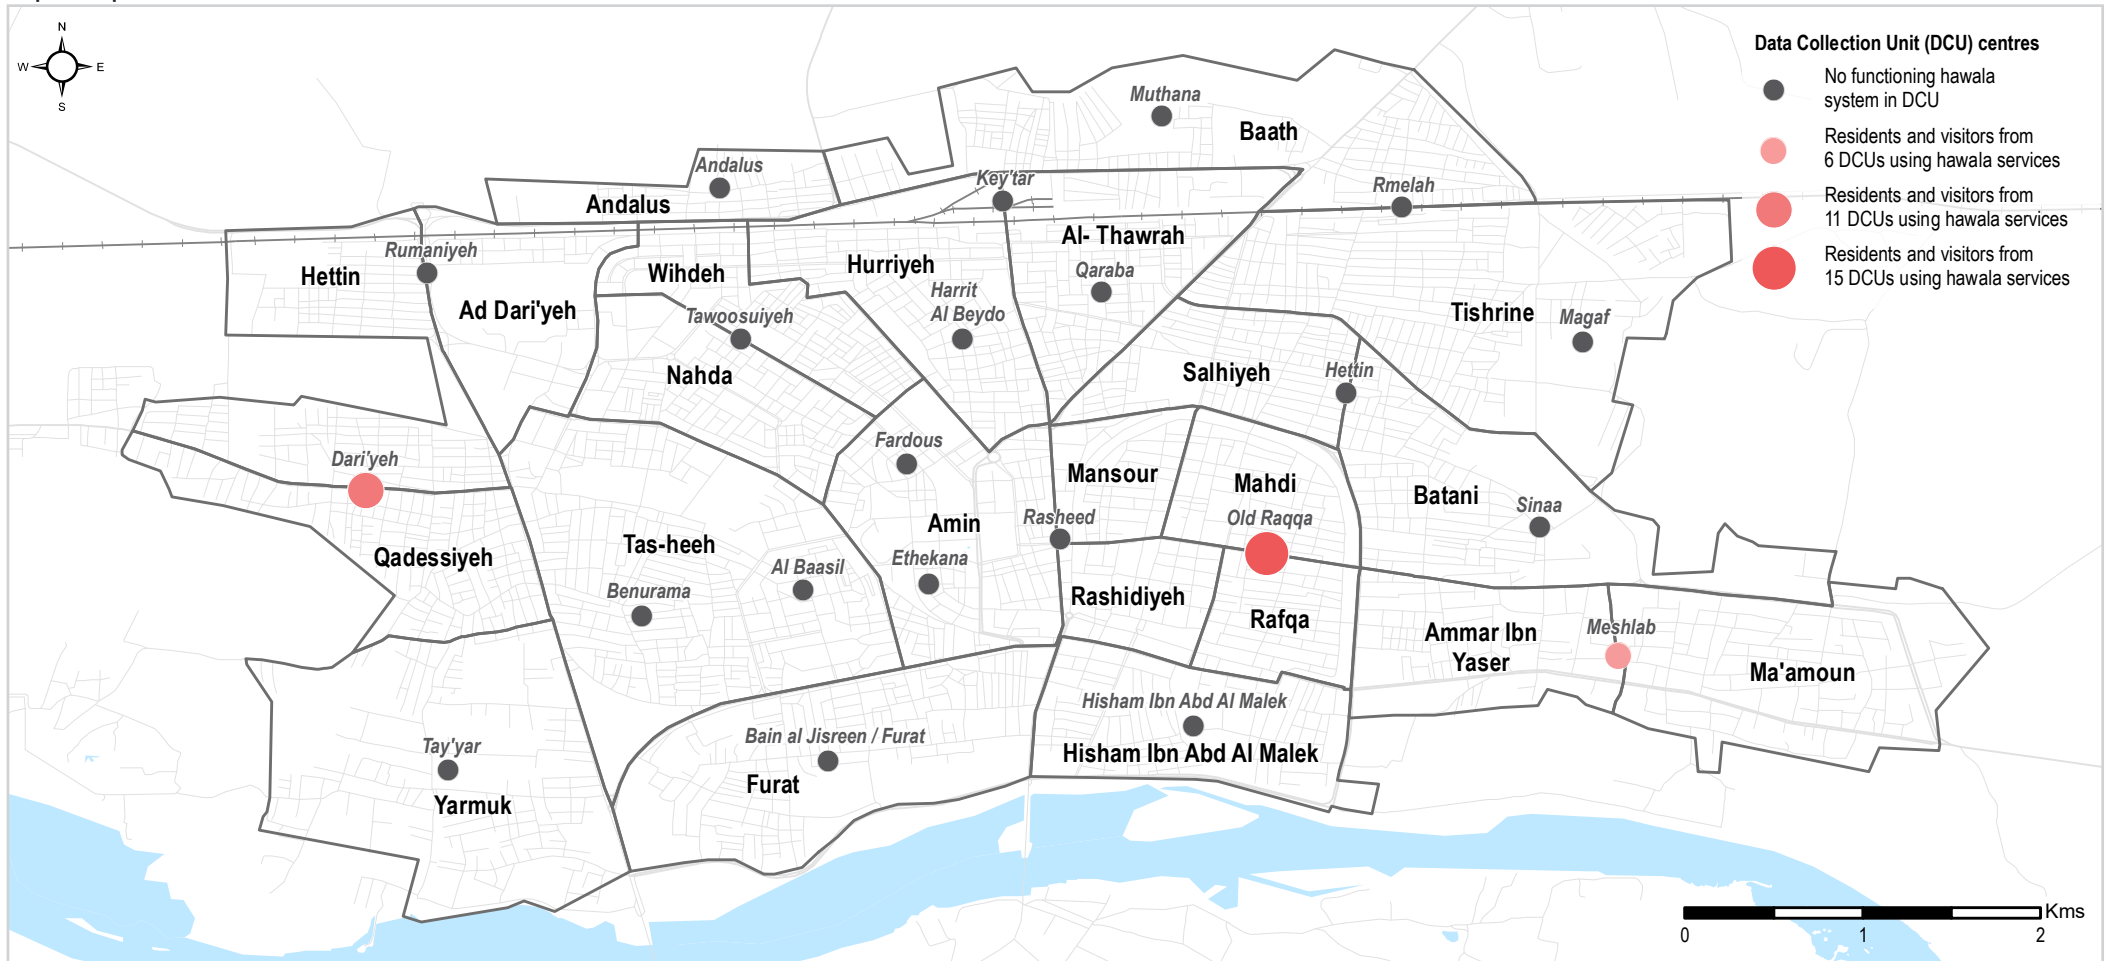 N
W
E
S
Data Collection Unit (DCU) centres
No functioning hawala
system in DCU
Residents and visitors from
6 DCUs using hawala services
Residents and visitors from
11 DCUs using hawala services
Residents and visitors from
15 DCUs using hawala services
Muthana
Baath
Andalus
Andalus
Key'tar
Rmelah
Rumaniyeh
Hettin
Ad Dari'yeh
Wihdeh
Hurriyeh
Al- Thawrah
Qaraba
Harrit
Al Beydo
Tawoosuiyeh
Nahda
Tishrine
Magaf
Salhiyeh
Hettin
Dari'yeh
Fardous
Mansour
Mahdi
Old Raqqa
Batani
Sinaa
Qadessiyeh
Tas-heeh
Amin
Rasheed
Al Baasil
Ethekana
Benurama
Rashidiyeh
Rafqa
Ammar Ibn
Yaser
Meshlab
Ma'amoun
Tay'yar
Yarmuk
Bain al Jisreen / Furat
Furat
Hisham Ibn Abd Al Malek
Hisham Ibn Abd Al Malek
Kms
0
1
2